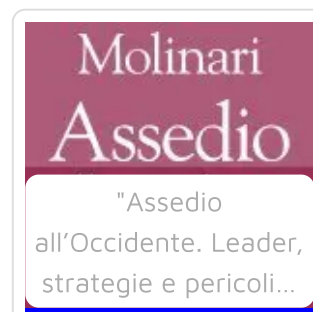 Molinari
Assedio
"Assedio
all’Occidente. Leader,
strategie e pericoli...